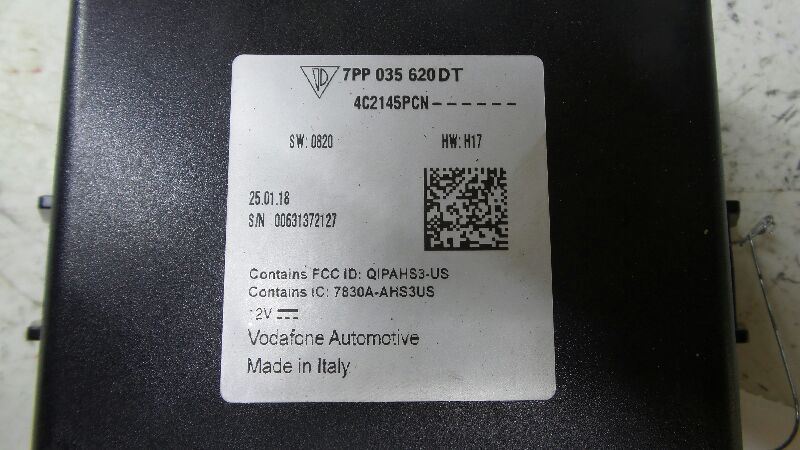 7PP 035 620DT
4C2145PCN------
SW: 0820 HW: H17
25.01.18
S/N 00631372127
Contains FCC ID: QIPAHS3-US
Contains IC: 7830A-AHS3US
12V
Vodafone Automotive
Made in Italy